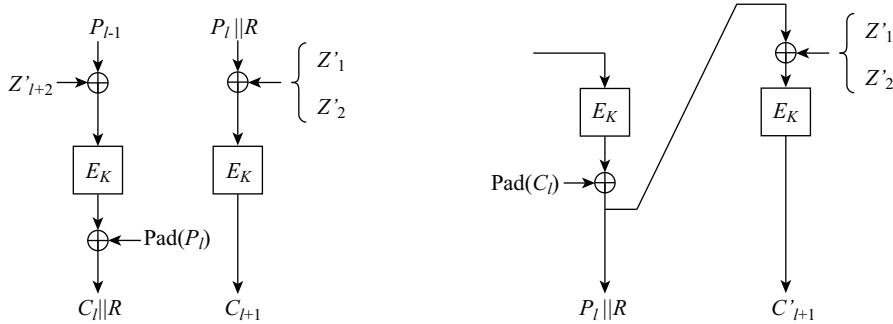 P_{l-1}
P_l || R
Z'_{l+2}
Z'_1
Z'_2
E_K
E_K
Pad(P_l)
C_l||R
C_{l+1}
Z'_1
Z'_2
E_K
E_K
Pad(C_l)
P_l || R
C'_{l+1}